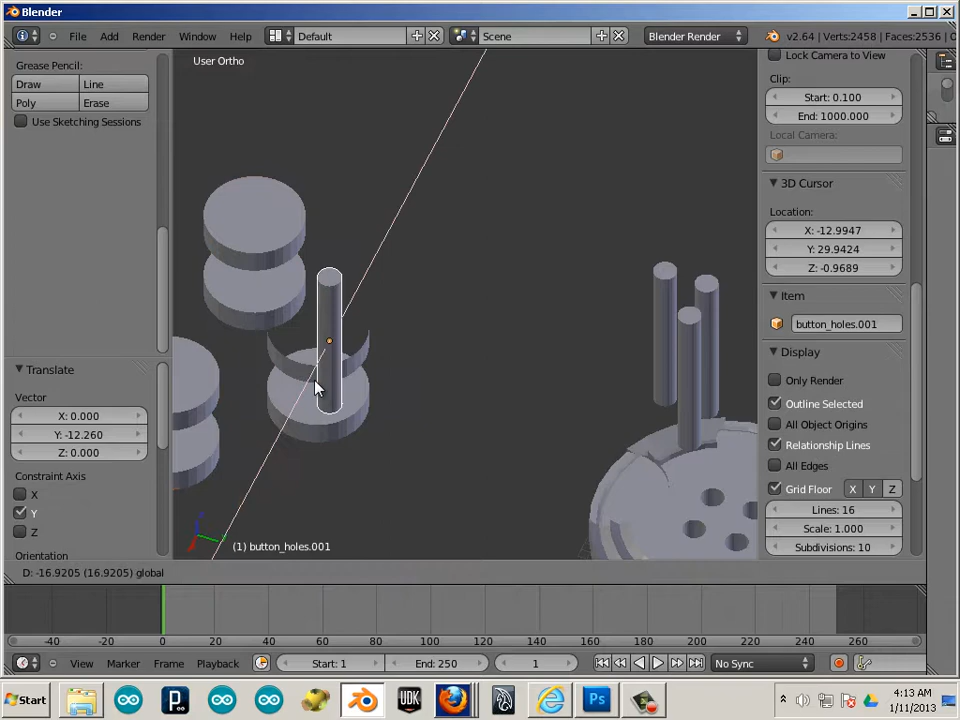 Blender
File Add Render Window Help Default Scene Blender Render v2.64 | Verts:2458 | Faces:2536 | O
Grease Pencil:
Draw Line
Poly Erase
Use Sketching Sessions
Translate
Vector
X: 0.000
Y: -12.260
Z: 0.000
Constraint Axis
X
Y
Z
Orientation
User Ortho
(1) button_holes.001
Lock Camera to View
Clip:
Start: 0.100
End: 1000.000
Local Camera:
3D Cursor
Location:
X: -12.9947
Y: 29.9424
Z: -0.9689
Item
button_holes.001
Display
Only Render
Outline Selected
All Object Origins
Relationship Lines
All Edges
Grid Floor X Y Z
Lines: 16
Scale: 1.000
Subdivisions: 10
D: -16.9205 (16.9205) global
-40 -20 0 20 40 60 80 100 120 140 160 180 200 220 240 260
View Marker Frame Playback Start: 1 End: 250 1 No Sync
Start UDK Ps 4:13 AM
1/11/2013